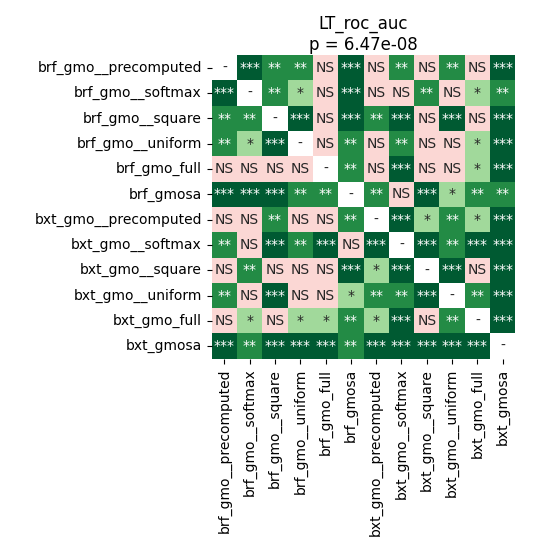 LT_roc_auc
p = 6.47e-08
brf_gmo__precomputed - *** ** ** NS *** NS ** NS ** NS ***
brf_gmo__softmax *** - ** * NS *** NS NS ** NS * **
brf_gmo__square ** ** - *** NS *** ** *** NS *** NS ***
brf_gmo__uniform ** * *** - NS ** NS ** NS NS * ***
brf_gmo_full NS NS NS NS - ** NS *** NS NS * ***
brf_gmosa *** *** *** ** ** - ** NS *** * ** **
bxt_gmo__precomputed NS NS ** NS NS ** - *** * ** * ***
bxt_gmo__softmax ** NS *** ** *** NS *** - *** ** *** ***
bxt_gmo__square NS ** NS NS NS *** * *** - *** NS ***
bxt_gmo__uniform ** NS *** NS NS * ** ** *** - ** ***
bxt_gmo_full NS * NS * * ** * *** NS ** - ***
bxt_gmosa *** ** *** *** *** ** *** *** *** *** *** -
brf_gmo__precomputed
brf_gmo__softmax
brf_gmo__square
brf_gmo__uniform
brf_gmo_full
brf_gmosa
bxt_gmo__precomputed
bxt_gmo__softmax
bxt_gmo__square
bxt_gmo__uniform
bxt_gmo_full
bxt_gmosa